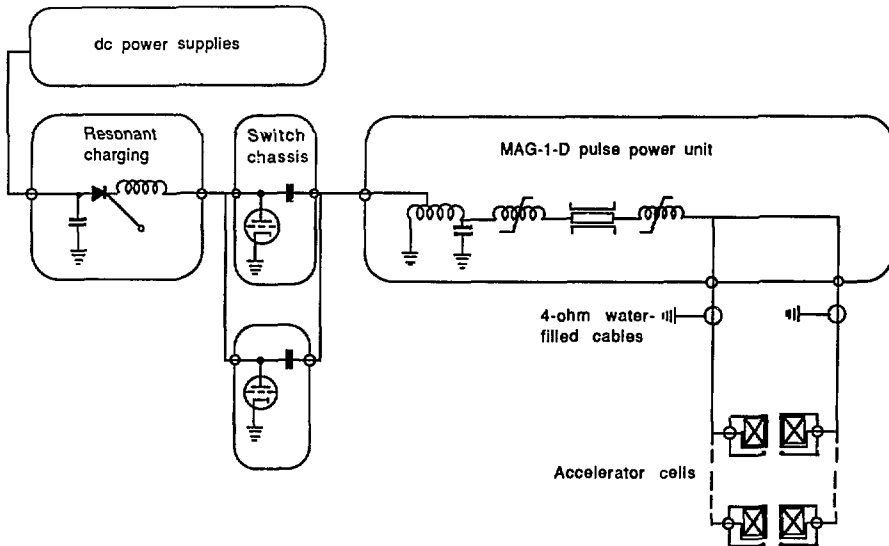 dc power supplies
Resonant
charging
Switch
chassis
MAG-1-D pulse power unit
4-ohm water-
filled cables
Accelerator cells